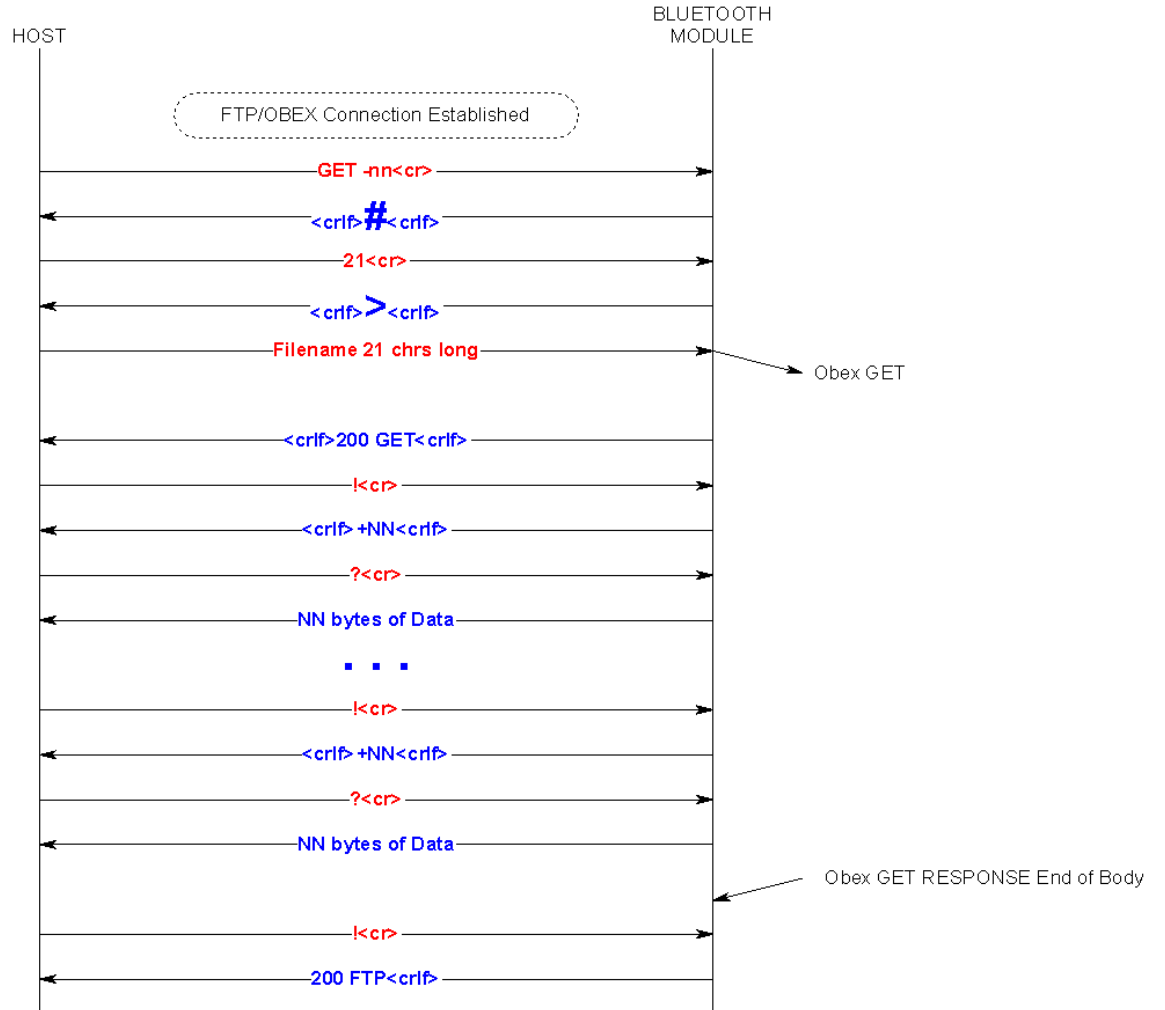 BLUETOOTH
HOST
MODULE
FTP/OBEX Connection Established
GET -nn<cr>
<crlf>#<crlf>
21<cr>
<crlf>><crlf>
Filename 21 chrs long
Obex GET
<crlf>200 GET<crlf>
!<cr>
<crlf>+NN<crlf>
?<cr>
NN bytes of Data
. . .
!<cr>
<crlf>+NN<crlf>
?<cr>
NN bytes of Data
Obex GET RESPONSE End of Body
!<cr>
200 FTP<crlf>